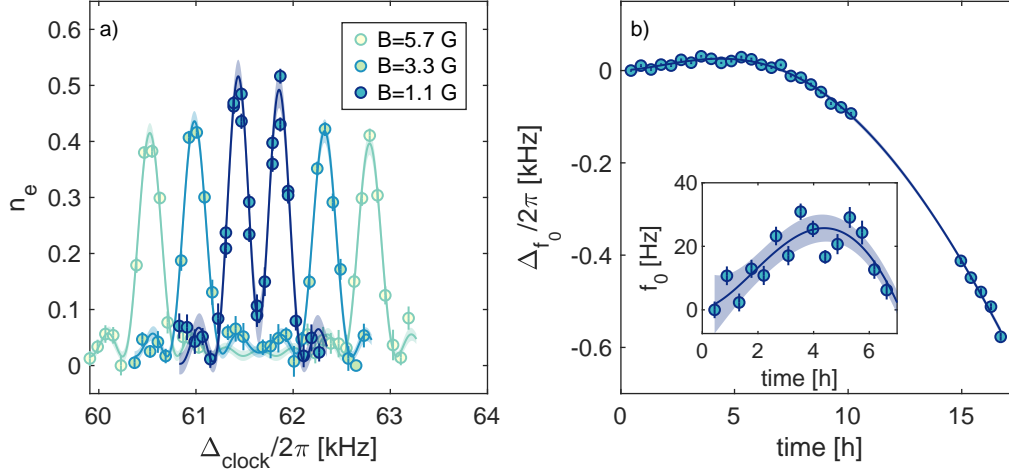 a)
B=5.7 G
B=3.3 G
B=1.1 G
n_e
0.6
0.5
0.4
0.3
0.2
0.1
0
60 61 62 63 64
Δ_clock/2π [kHz]
b)
Δ_f_0/2π [kHz]
0
-0.2
-0.4
-0.6
0 5 10 15
time [h]
f_0 [Hz]
40
20
0
0 2 4 6
time [h]